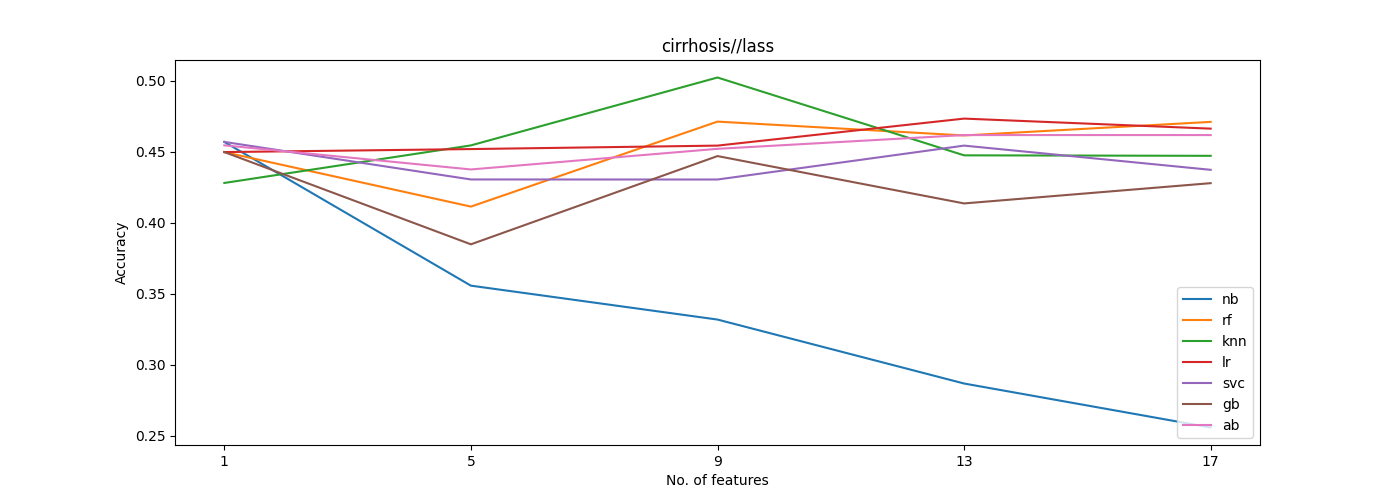 cirrhosis//lass
Accuracy
0.50
0.45
0.40
0.35
0.30
0.25
1 5 9 13 17
No. of features
nb
rf
knn
lr
svc
gb
ab